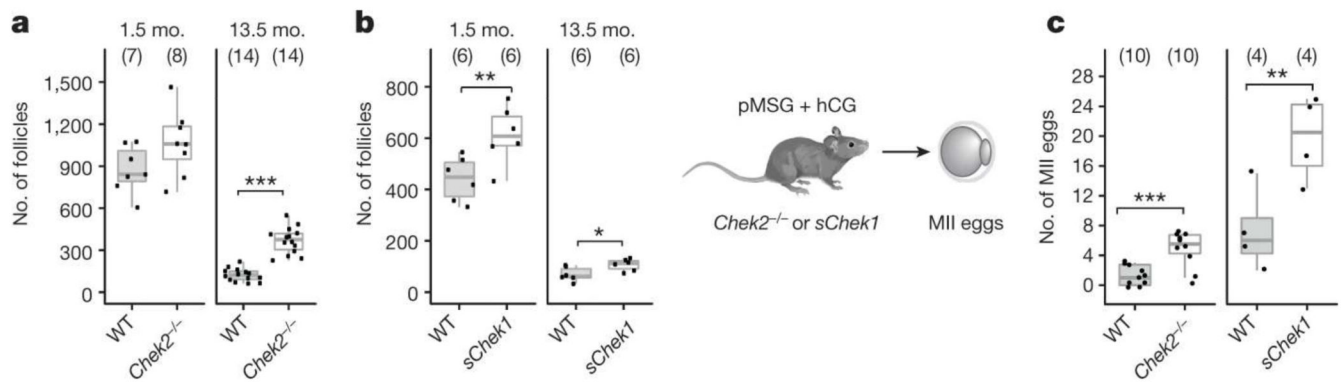 a
1.5 mo.
13.5 mo.
(7)
(8)
(14)
(14)
No. of follicles
1,500
1,200
900
600
300
0
***
WT
Chek2–/–
WT
Chek2–/–
b
1.5 mo.
13.5 mo.
(6)
(6)
(6)
(6)
No. of follicles
800
600
400
200
0
**
*
WT
sChek1
WT
sChek1
pMSG + hCG
Chek2–/– or sChek1
MII eggs
c
(10)
(10)
(4)
(4)
No. of MII eggs
28
24
20
16
12
8
4
0
***
**
WT
Chek2–/–
WT
sChek1